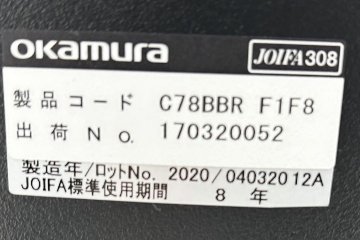 okamura JOIFA308
製品コード C78BBR F1F8
出荷No. 170320052
製造年/ロットNo. 2020/04032012A
JOIFA標準使用期間 8年